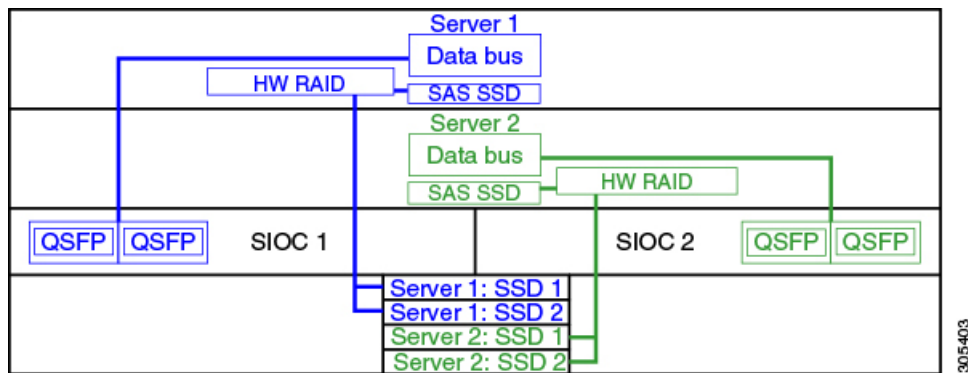 Server 1
Data bus
HW RAID
SAS SSD
Server 2
Data bus
SAS SSD
HW RAID
QSFP QSFP SIOC 1 SIOC 2 QSFP QSFP
Server 1: SSD 1
Server 1: SSD 2
Server 2: SSD 1
Server 2: SSD 2
305403